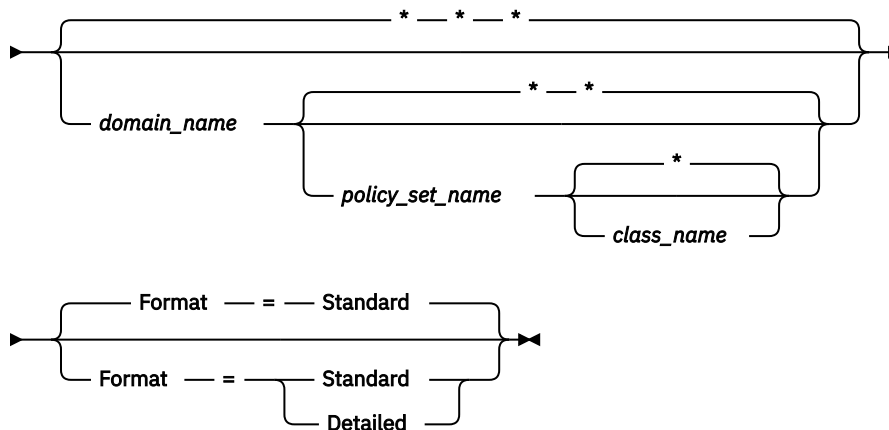 * * *
* *
domain_name
*
policy_set_name
class_name
Format = Standard
Format = Standard
Detailed